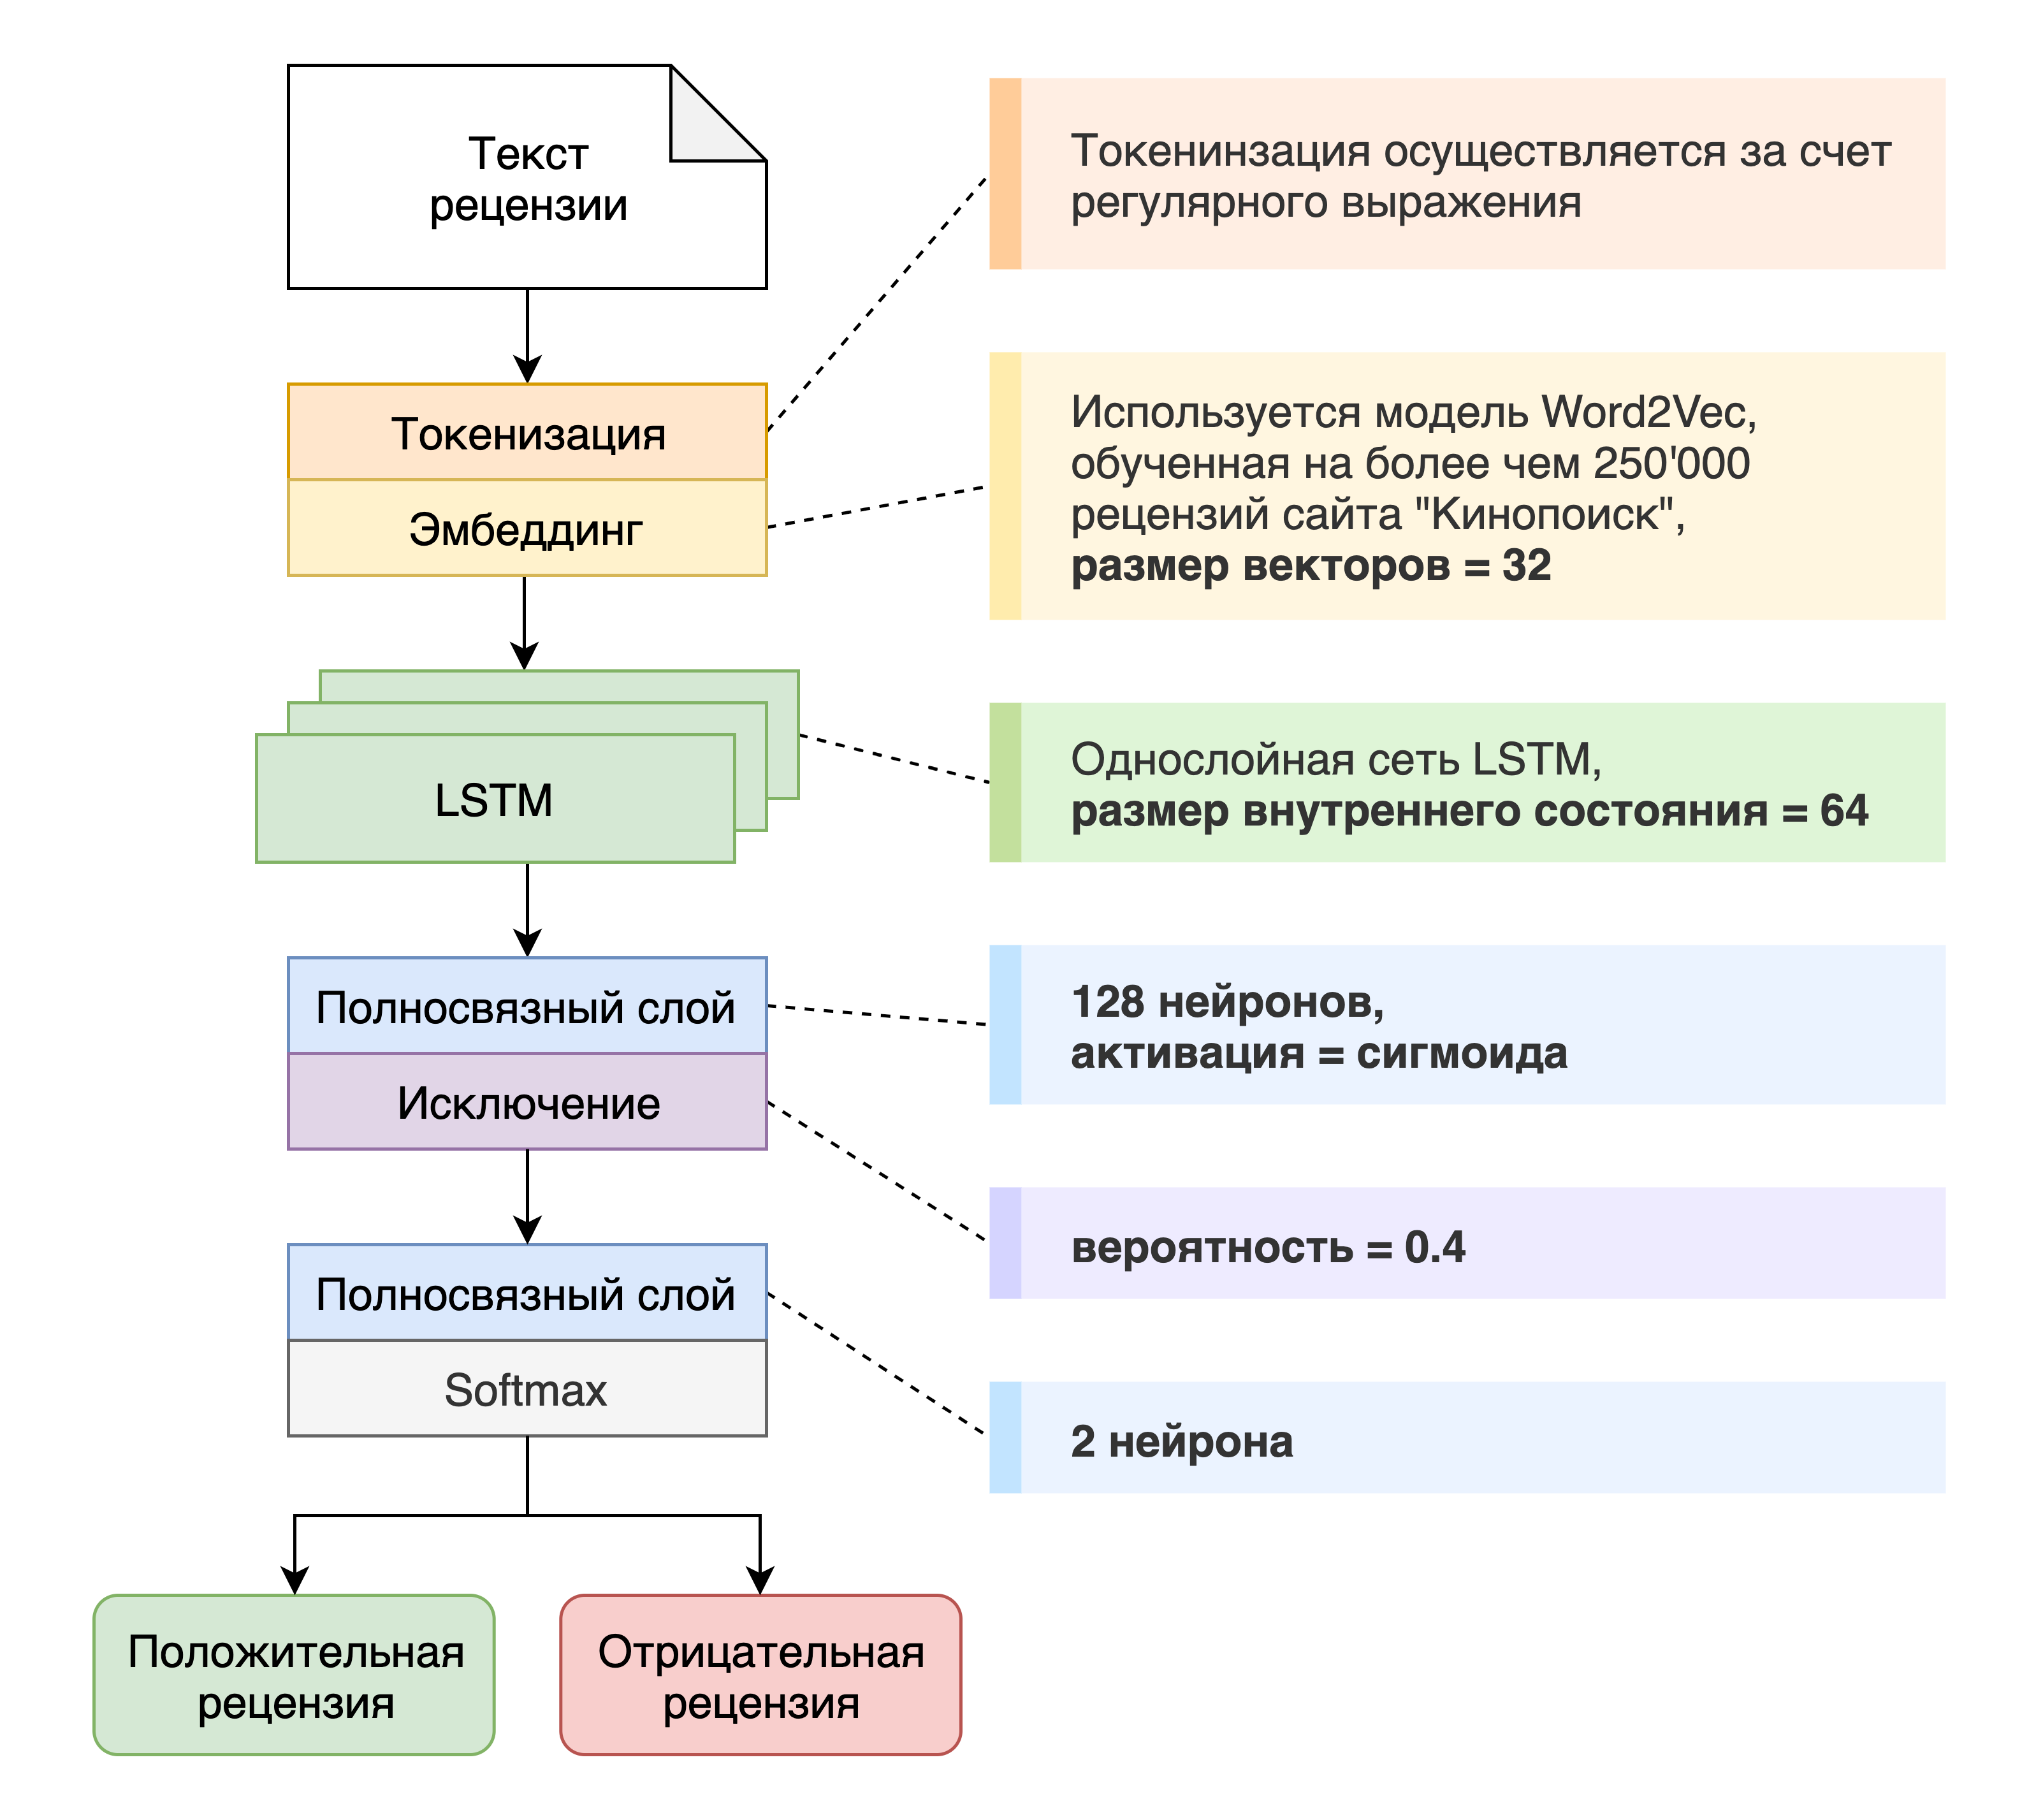 Текст
рецензии
Токенинзация осуществляется за счет
регулярного выражения
Токенизация
Эмбеддинг
Используется модель Word2Vec,
обученная на более чем 250'000
рецензий сайта "Кинопоиск",
размер векторов = 32
LSTM
Однослойная сеть LSTM,
размер внутреннего состояния = 64
Полносвязный слой
Исключение
128 нейронов,
активация = сигмоида
вероятность = 0.4
Полносвязный слой
Softmax
2 нейрона
Положительная
рецензия
Отрицательная
рецензия